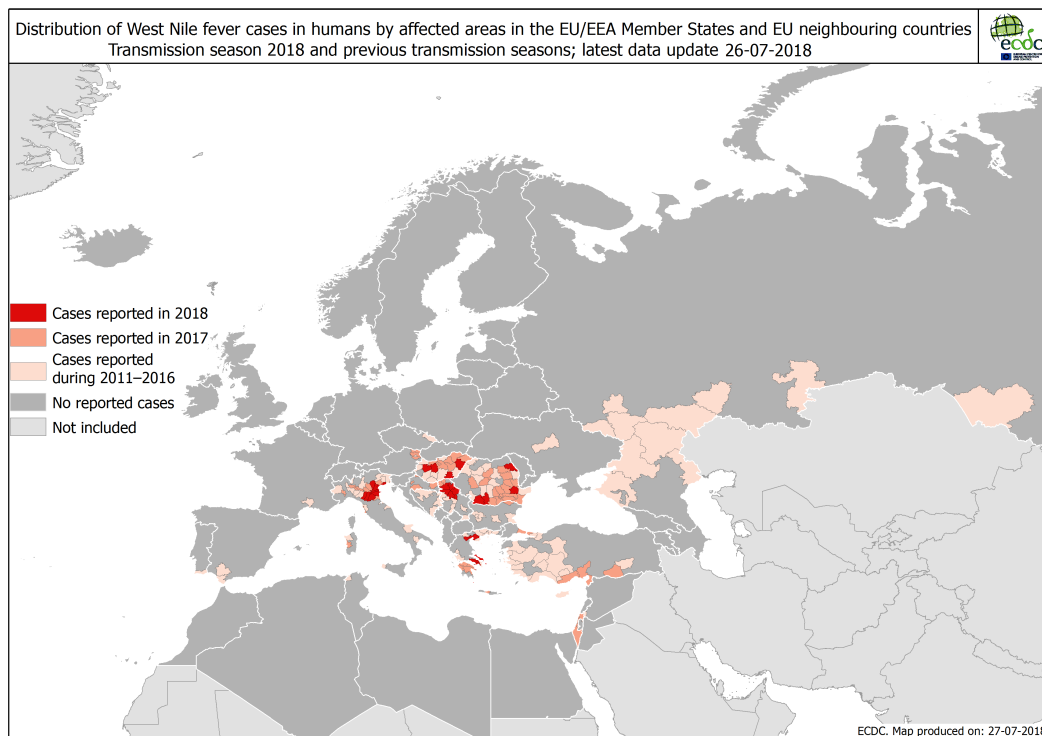 Distribution of West Nile fever cases in humans by affected areas in the EU/EEA Member States and EU neighbouring countries
Transmission season 2018 and previous transmission seasons; latest data update 26-07-2018
ecdc
Cases reported in 2018
Cases reported in 2017
Cases reported
during 2011–2016
No reported cases
Not included
ECDC. Map produced on: 27-07-2018